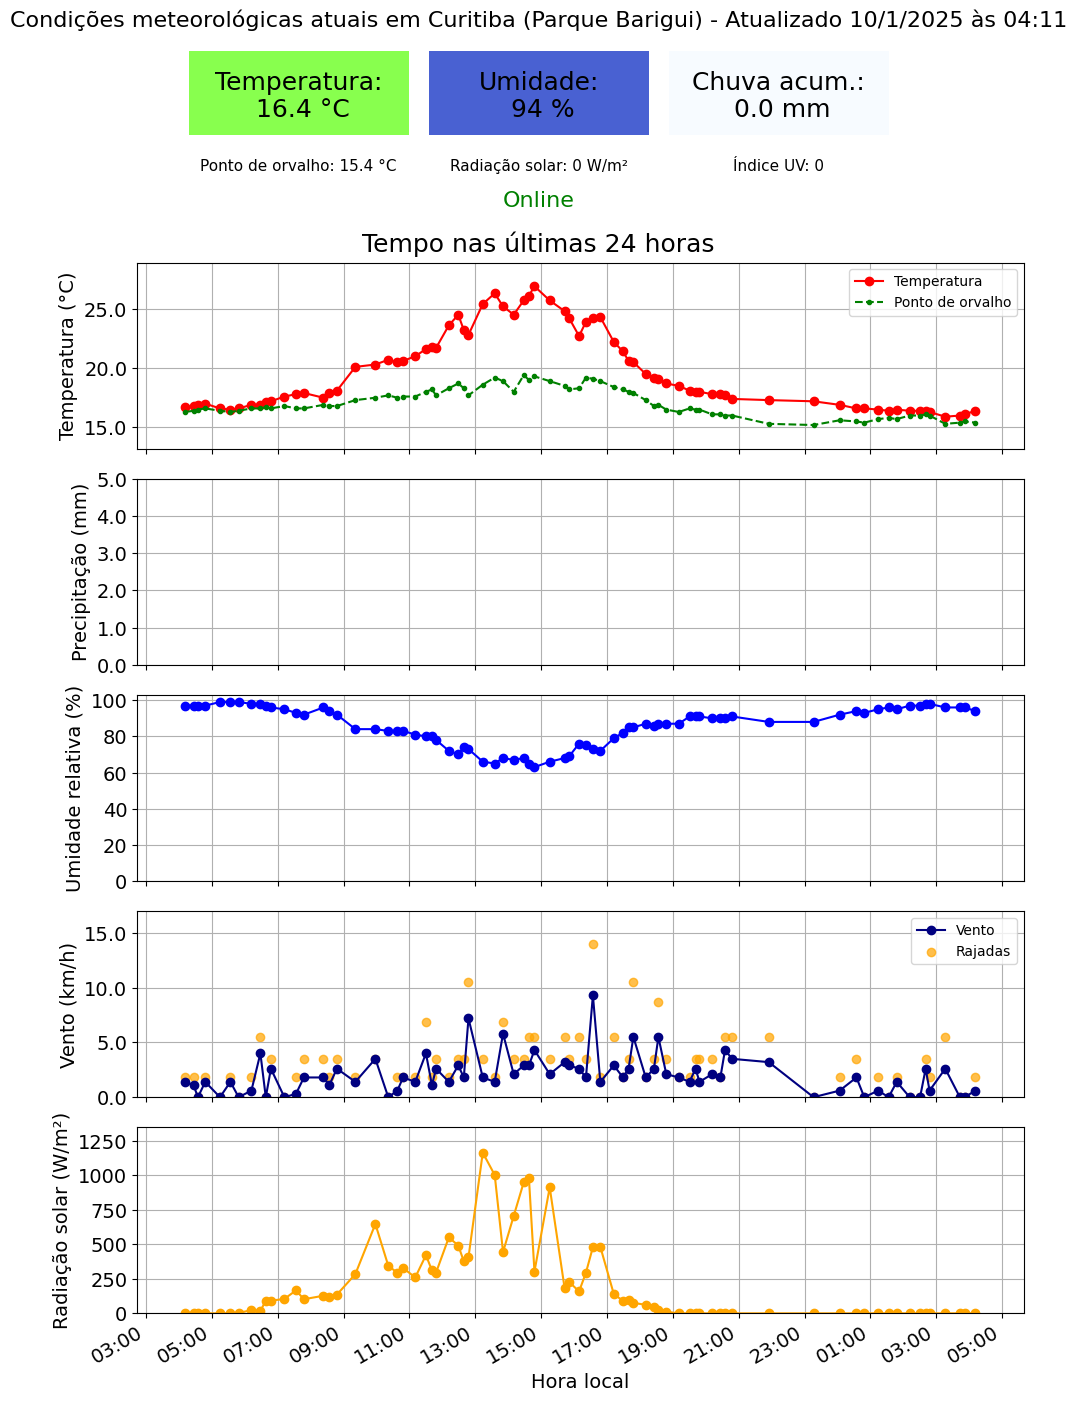 Condições meteorológicas atuais em Curitiba (Parque Barigui) - Atualizado 10/1/2025 às 04:11
Temperatura:
16.4 °C
Umidade:
94 %
Chuva acum.:
0.0 mm
Ponto de orvalho: 15.4 °C
Radiação solar: 0 W/m²
Índice UV: 0
Online
Tempo nas últimas 24 horas
Temperatura (°C)
25.0
20.0
15.0
Temperatura
Ponto de orvalho
Precipitação (mm)
5.0
4.0
3.0
2.0
1.0
0.0
Umidade relativa (%)
100
80
60
40
20
0
Vento (km/h)
15.0
10.0
5.0
0.0
Vento
Rajadas
Radiação solar (W/m²)
1250
1000
750
500
250
0
03:00 05:00 07:00 09:00 11:00 13:00 15:00 17:00 19:00 21:00 23:00 01:00 03:00 05:00
Hora local